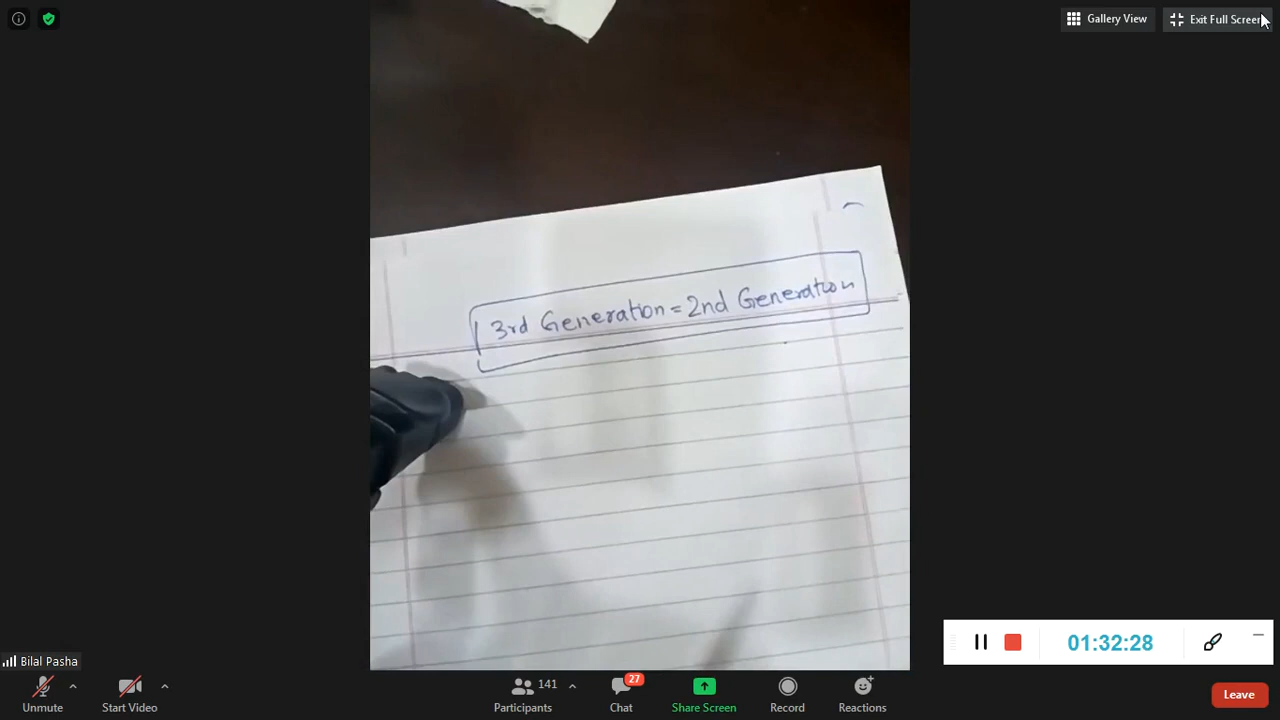 Gallery View
Exit Full Screen
3rd Generation = 2nd Generation
01:32:28
Bilal Pasha
Unmute
Start Video
141
Participants
27
Chat
Share Screen
Record
Reactions
Leave